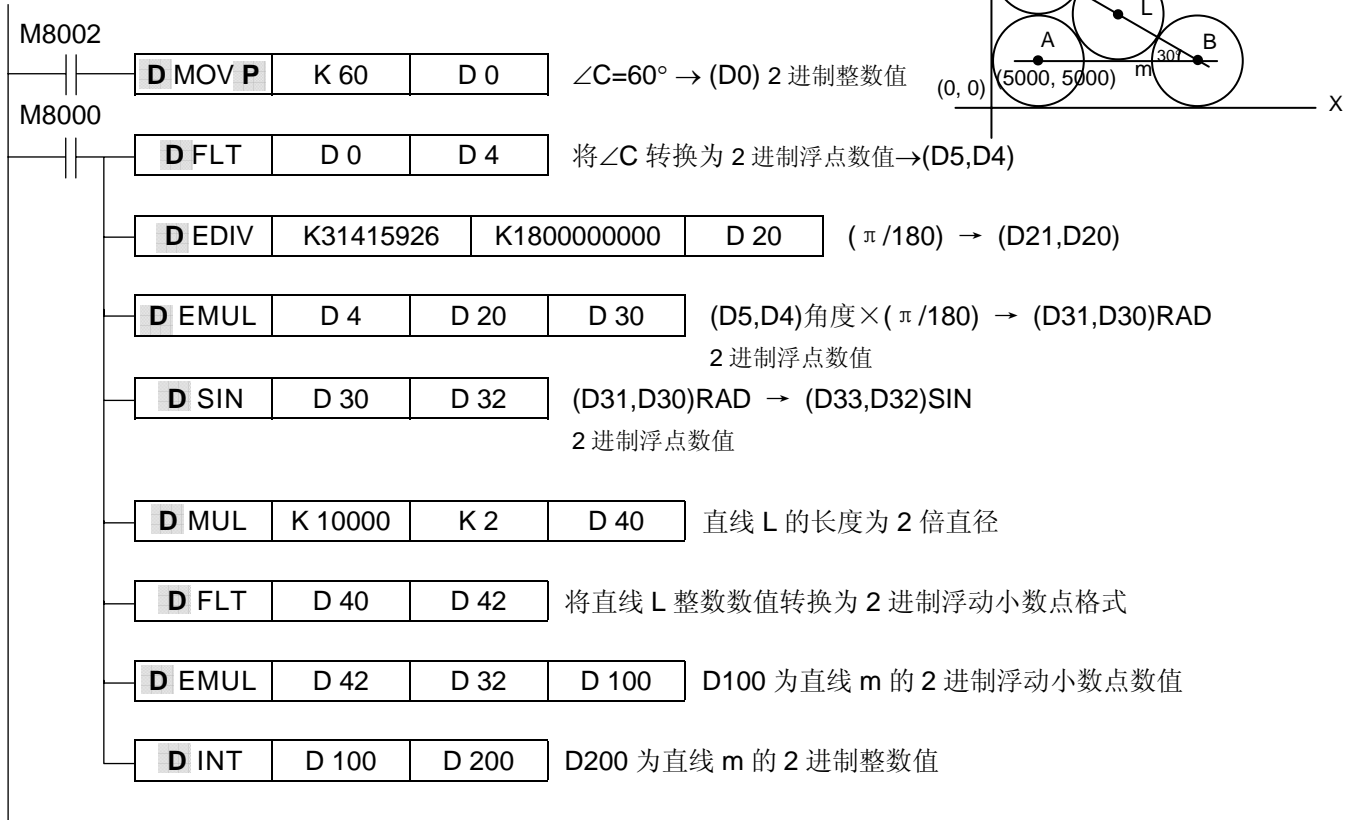 L
M8002
A
B
D MOV P K 60 D 0 ∠C=60° → (D0) 2 进制整数值
30°
m
(0, 0) (5000, 5000)
X
M8000
D FLT D 0 D 4 将∠C 转换为 2 进制浮点数值→(D5,D4)
D EDIV K31415926 K1800000000 D 20 (π/180) → (D21,D20)
D EMUL D 4 D 20 D 30 (D5,D4)角度×(π/180) → (D31,D30)RAD
2 进制浮点数值
D SIN D 30 D 32 (D31,D30)RAD → (D33,D32)SIN
2 进制浮点数值
D MUL K 10000 K 2 D 40 直线 L 的长度为 2 倍直径
D FLT D 40 D 42 将直线 L 整数数值转换为 2 进制浮动小数点格式
D EMUL D 42 D 32 D 100 D100 为直线 m 的 2 进制浮动小数点数值
D INT D 100 D 200 D200 为直线 m 的 2 进制整数值